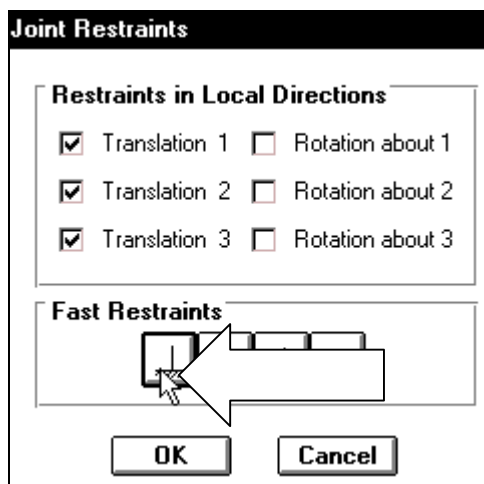 Joint Restraints
Restraints in Local Directions
Translation 1 Rotation about 1
Translation 2 Rotation about 2
Translation 3 Rotation about 3
Fast Restraints
OK Cancel